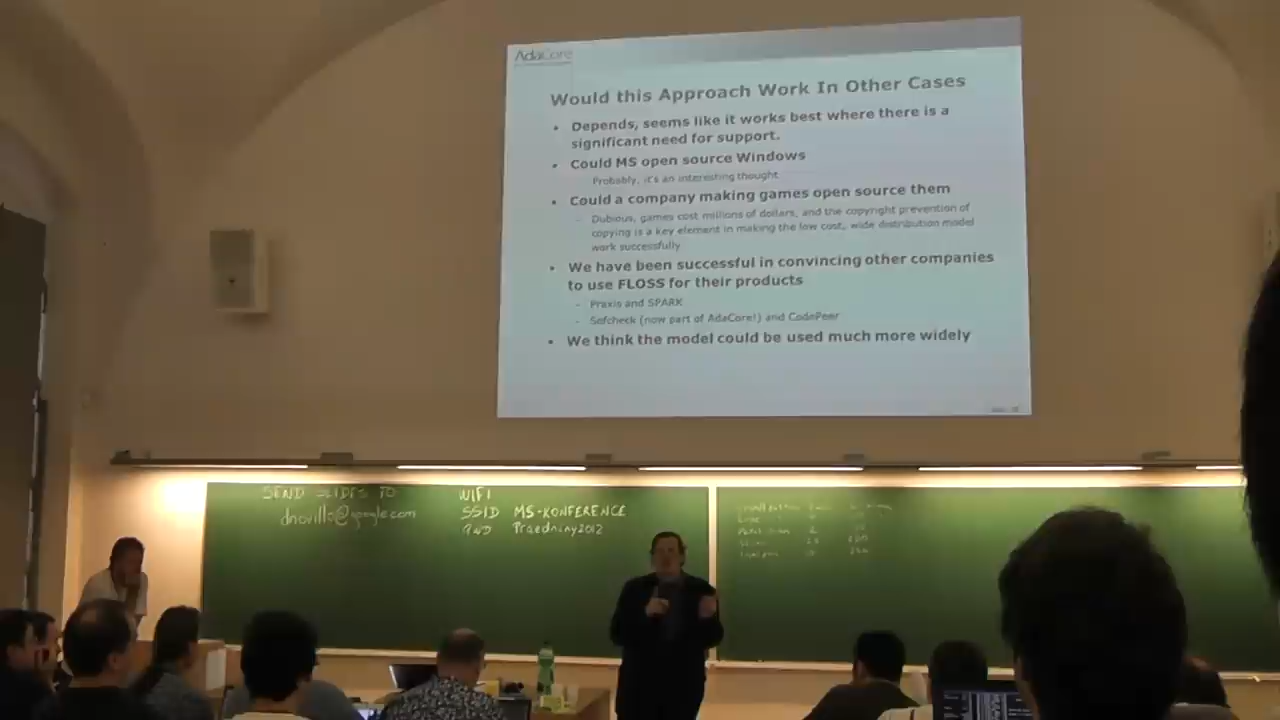 AdaCore
Would this Approach Work In Other Cases
• Depends, seems like it works best where there is a
significant need for support.
• Could MS open source Windows
Probably, it's an interesting thought
• Could a company making games open source them
– Dubious, games cost millions of dollars, and the copyright prevention of
copying is a key element in making the low cost, wide distribution model
work successfully
• We have been successful in convincing other companies
to use FLOSS for their products
– Praxis and SPARK
– Sofcheck (now part of AdaCore!) and CodePeer
• We think the model could be used much more widely
SEND SLIDES TO
dnovillo@google.com
WIFI
SSID MS-KONFERENCE
PWD Praedniny2012